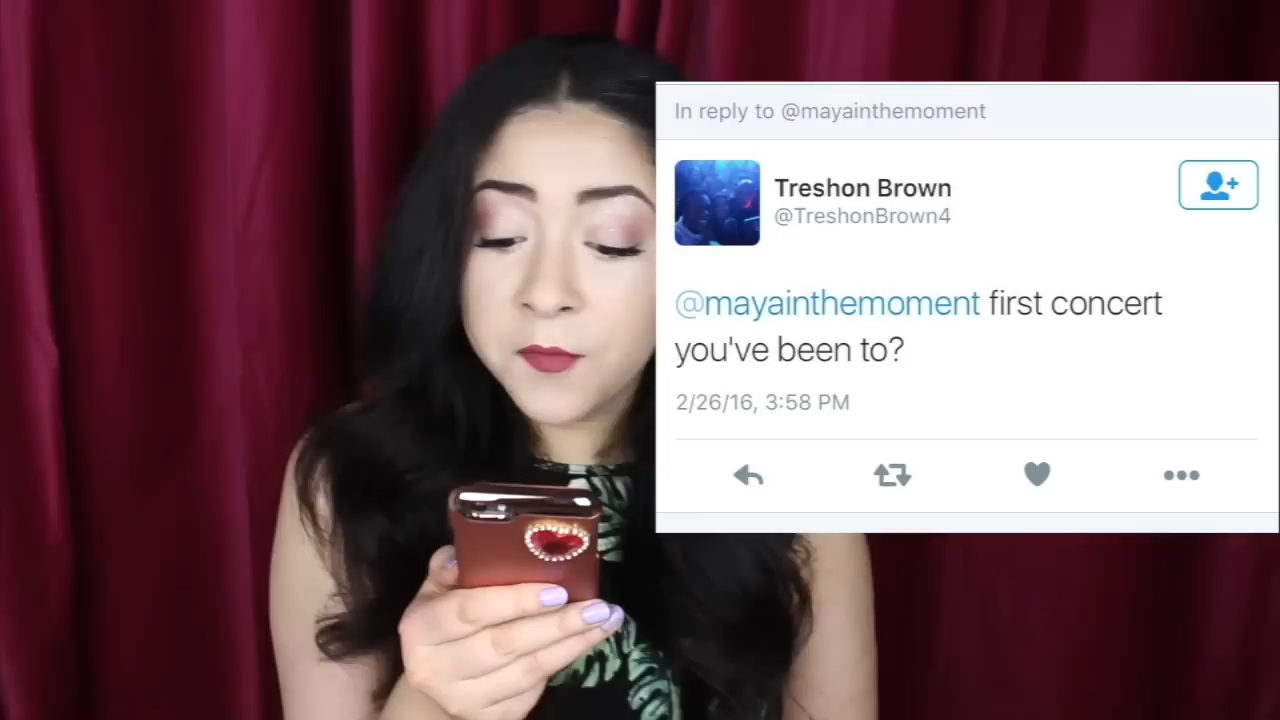 In reply to @mayainthemoment
Treshon Brown
@TreshonBrown4
@mayainthemoment first concert
you've been to?
2/26/16, 3:58 PM